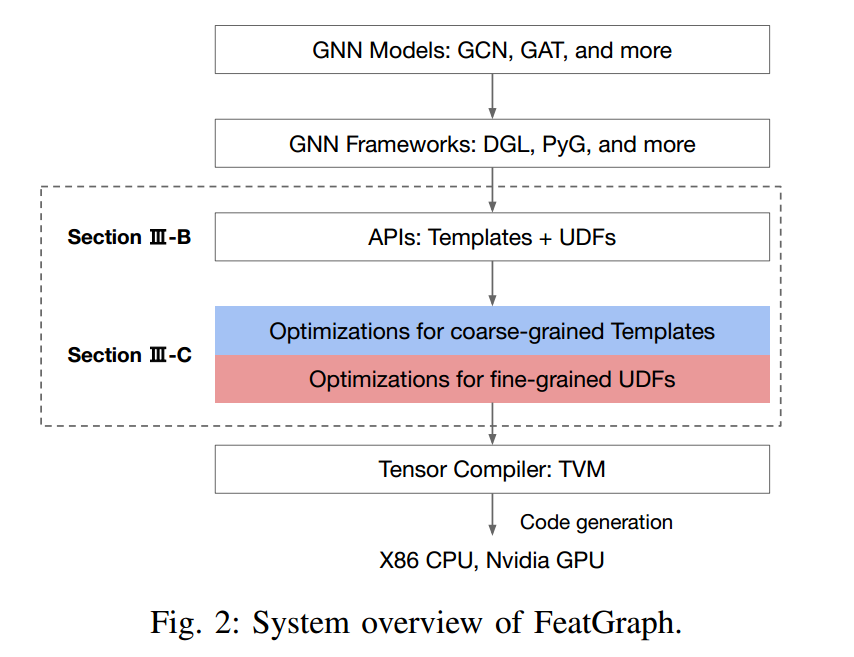 GNN Models: GCN, GAT, and more
GNN Frameworks: DGL, PyG, and more
Section Ⅲ-B
APIs: Templates + UDFs
Optimizations for coarse-grained Templates
Section Ⅲ-C
Optimizations for fine-grained UDFs
Tensor Compiler: TVM
Code generation
X86 CPU, Nvidia GPU
Fig. 2: System overview of FeatGraph.